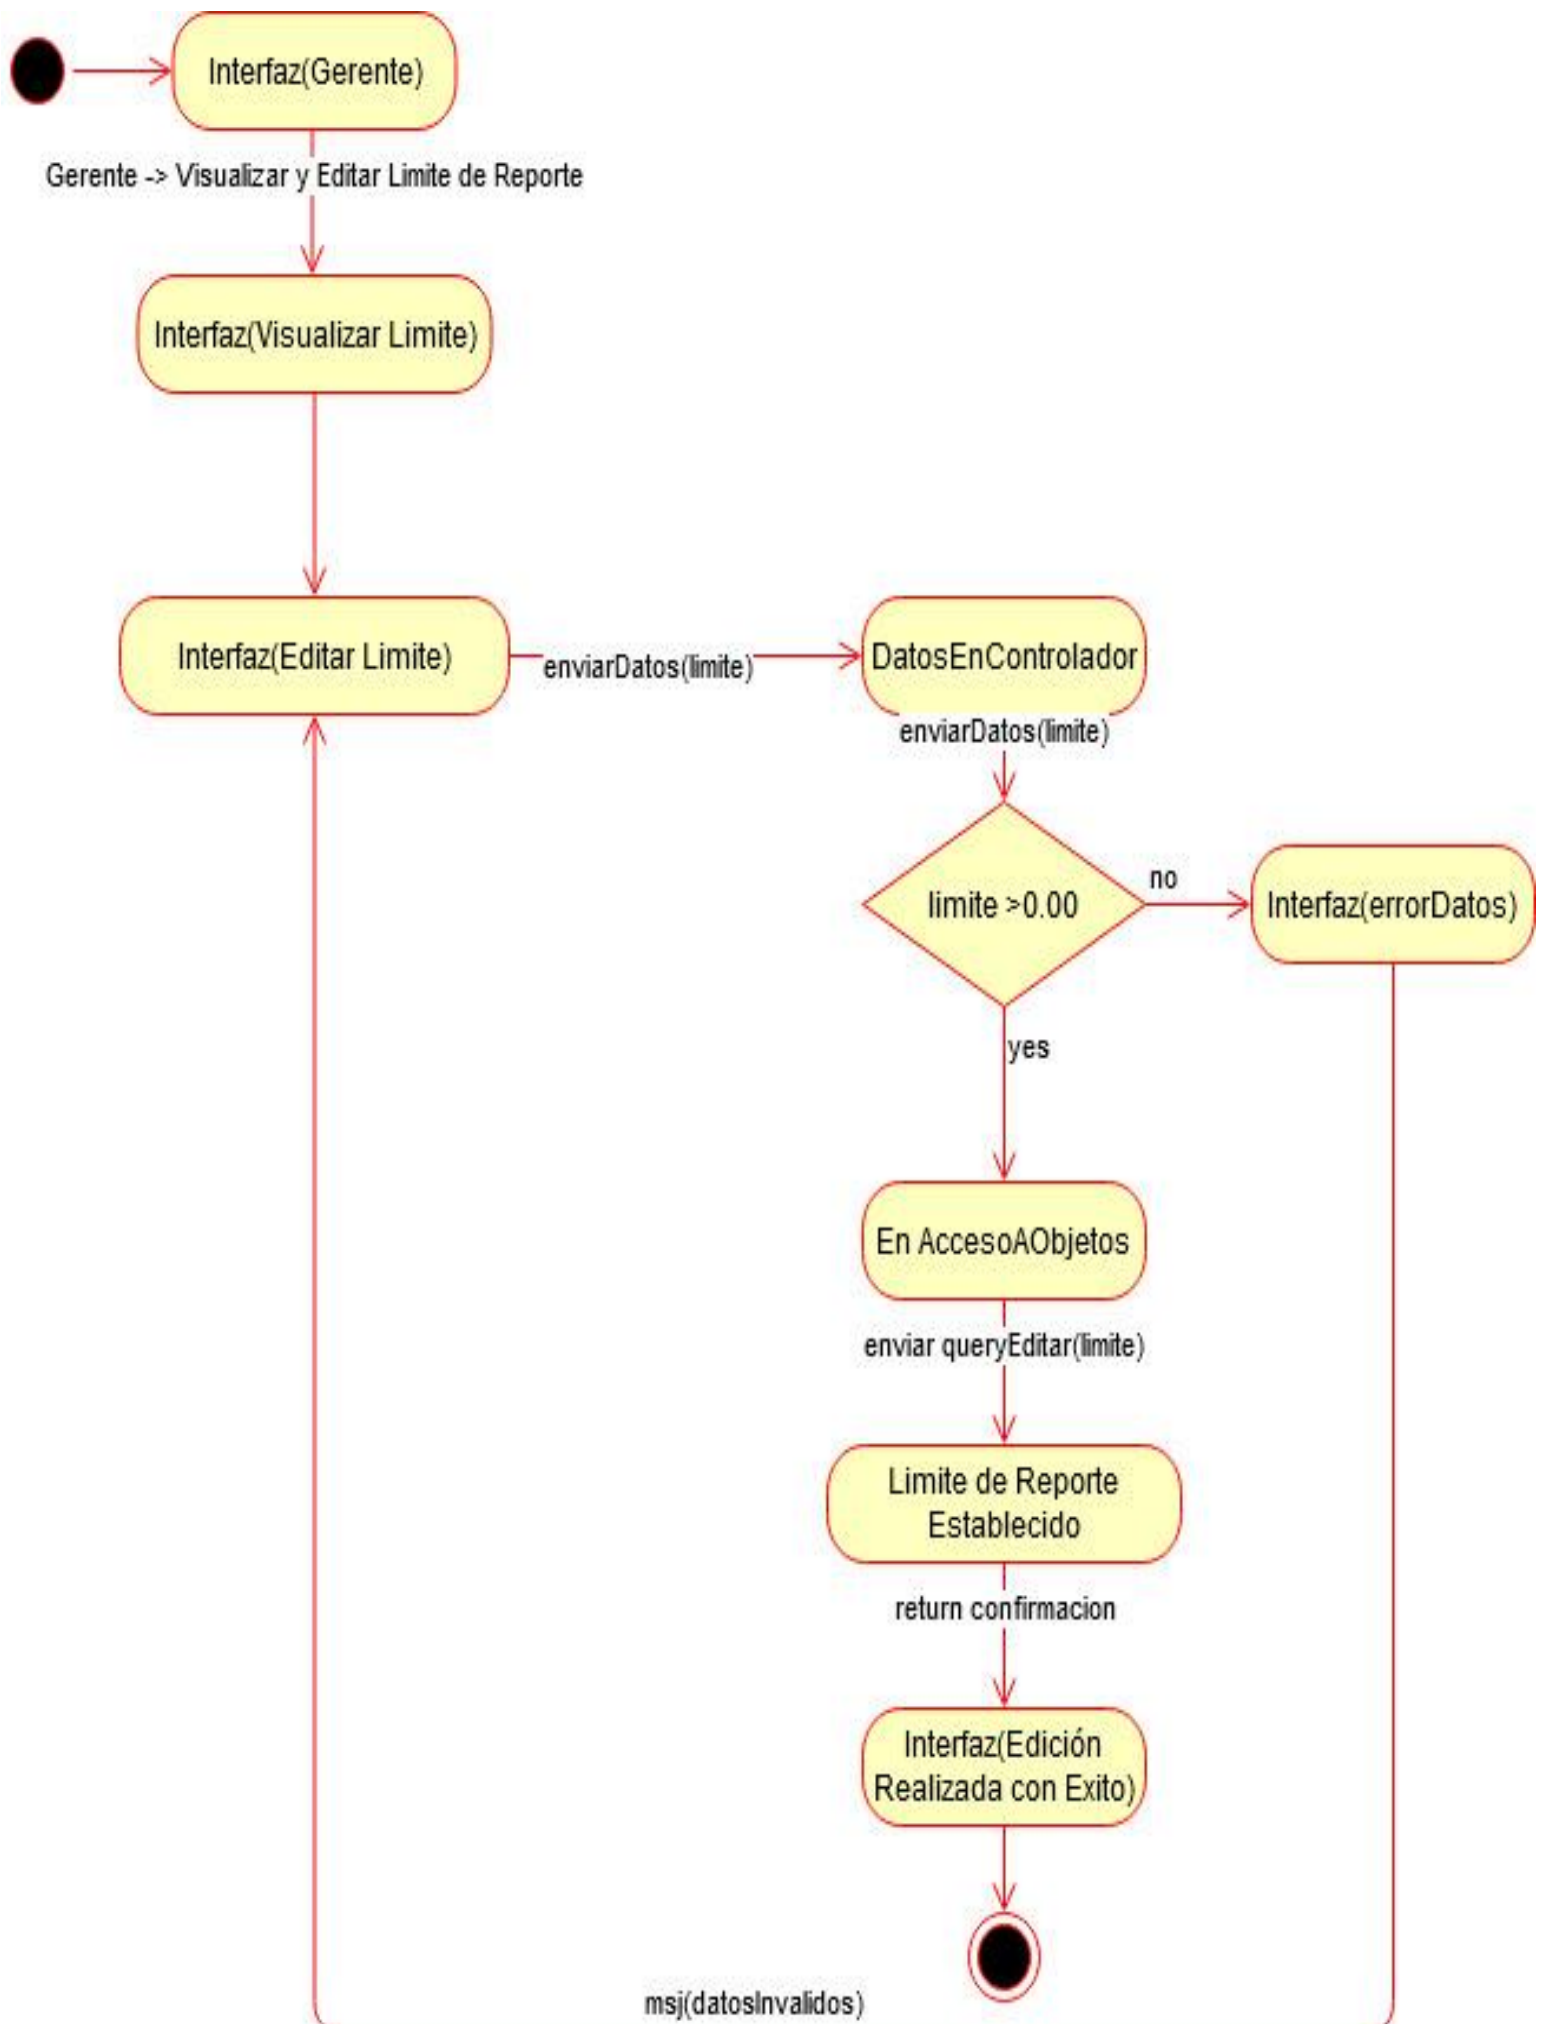 Interfaz(Gerente)
Gerente -> Visualizar y Editar Limite de Reporte
Interfaz(Visualizar Limite)
Interfaz(Editar Limite)
enviarDatos(limite)
DatosEnControlador
enviarDatos(limite)
limite >0.00
no
Interfaz(errorDatos)
yes
En AccesoAObjetos
enviar queryEditar(limite)
Limite de Reporte
Establecido
return confirmacion
Interfaz(Edición
Realizada con Exito)
msj(datosInvalidos)